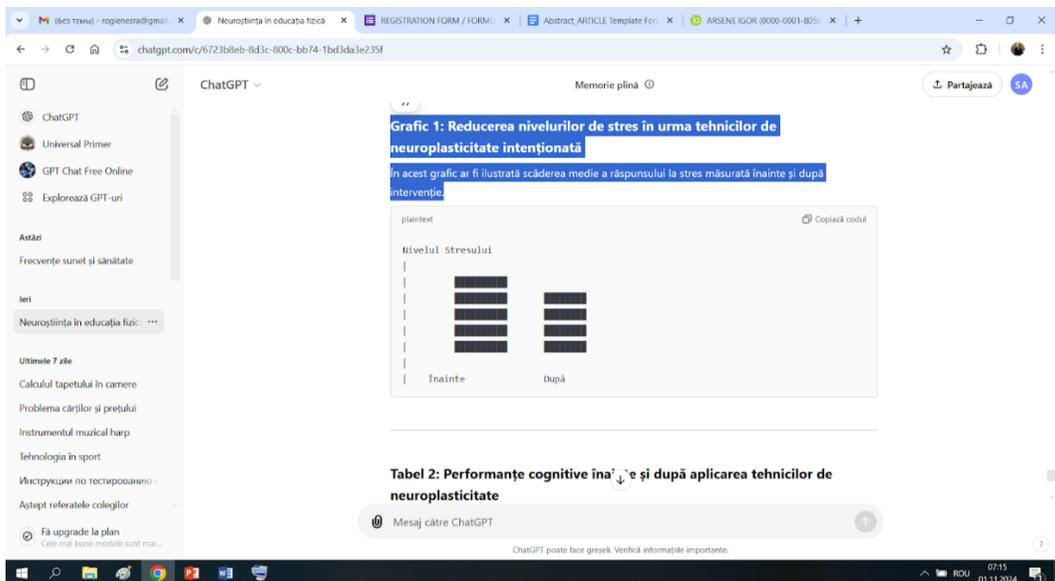 M (без темы) - rogienesra@gmai
Neuroștiința în educația fizică
REGISTRATION FORM / FORMU
Abstract_ARTICLE Template For
ARSENE IGOR (0000-0001-805
chatgpt.com/c/6723b8eb-8d3c-800c-bb74-1bd3da3e235f
ChatGPT
Memorie plină
Partajează
SA
ChatGPT
Universal Primer
GPT Chat Free Online
Explorează GPT-uri
Astăzi
Frecvențe sunet și sănătate
Ieri
Neuroștiința în educația fizic
Ultimele 7 zile
Calculul tapetului în camere
Problema cărților și prețului
Instrumentul muzical harp
Tehnologia în sport
Инструкции по тестированию
Aștept referatele colegilor
Fă upgrade la plan
Cele mai bune modele sunt mai...
Grafic 1: Reducerea nivelurilor de stres în urma tehnicilor de
neuroplasticitate intenționată
În acest grafic ar fi ilustrată scăderea medie a răspunsului la stres măsurată înainte și după
intervenție.
plaintext
Copiază codul
Nivelul Stresului
Înainte După
Tabel 2: Performanțe cognitive înainte și după aplicarea tehnicilor de
neuroplasticitate
Mesaj către ChatGPT
ChatGPT poate face greșeli. Verifică informațiile importante.
ROU
07:15
01.11.2024